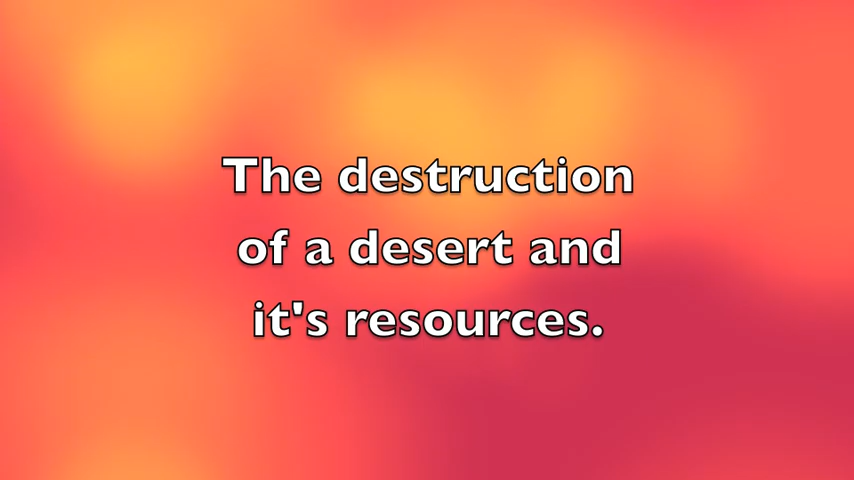 The destruction
of a desert and
it's resources.